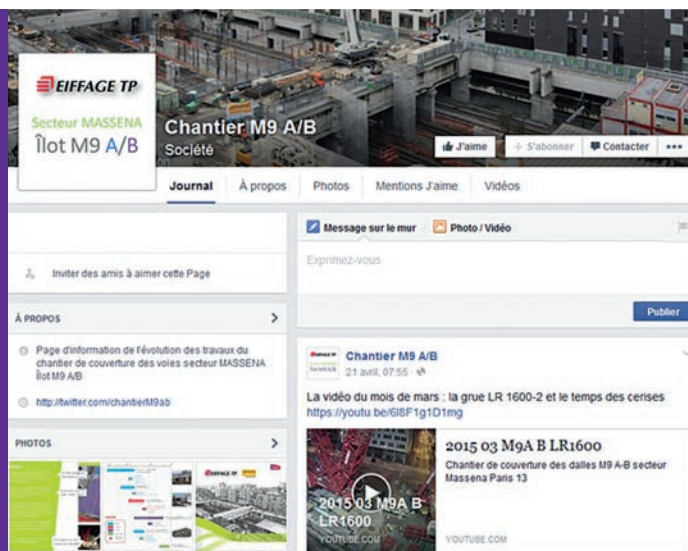 EIFFAGE TP
Secteur MASSENA
Îlot M9 A/B
Chantier M9 A/B
Société
J'aime
+ S'abonner
Contacter
Journal
À propos
Photos
Mentions J'aime
Vidéos
Inviter des amis à aimer cette Page
À PROPOS
Page d'information de l'évolution des travaux du
chantier de couverture des voies secteur MASSENA
Îlot M9 A/B
http://twitter.com/chantierM9ab
PHOTOS
EIFFAGE TP
Message sur le mur
Photo / Vidéo
Exprimez-vous
Publier
Chantier M9 A/B
21 avril, 07:55
La vidéo du mois de mars : la grue LR 1600-2 et le temps des cerises
https://youtu.be/6l8F1g1D1mg
2015 03 M9A B
LR1600
YOUTUBE.COM
2015 03 M9A B LR1600
Chantier de couverture des dalles M9 A-B secteur
Massena Paris 13
YOUTUBE.COM